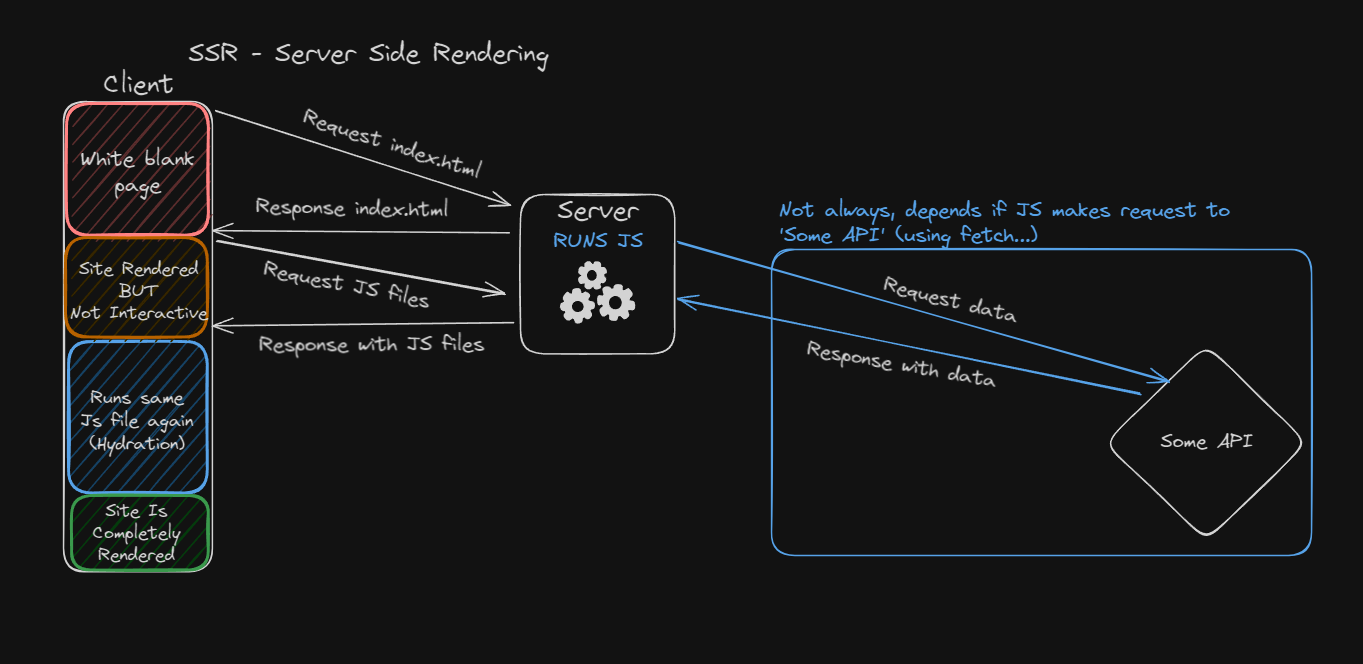 SSR - Server Side Rendering
Client
White blank
page
Request index.html
Response index.html
Server
RUNS JS
Not always, depends if JS makes request to
'Some API' (using fetch...)
Site Rendered
BUT
Not Interactive
Request JS files
Response with JS files
Request data
Response with data
Runs same
Js file again
(Hydration)
Some API
Site Is
Completely
Rendered